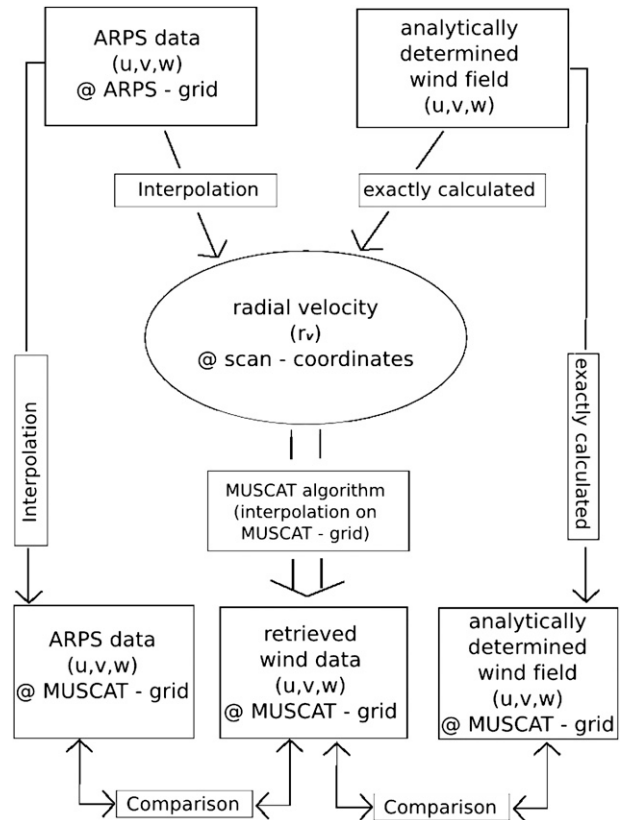 ARPS data
(u,v,w)
@ ARPS - grid
analytically
determined
wind field
(u,v,w)
Interpolation
exactly calculated
radial velocity
(rv)
@ scan - coordinates
Interpolation
exactly calculated
MUSCAT algorithm
(interpolation on
MUSCAT - grid)
ARPS data
(u,v,w)
@ MUSCAT - grid
retrieved
wind data
(u,v,w)
@ MUSCAT - grid
analytically
determined
wind field
(u,v,w)
@ MUSCAT - grid
Comparison
Comparison